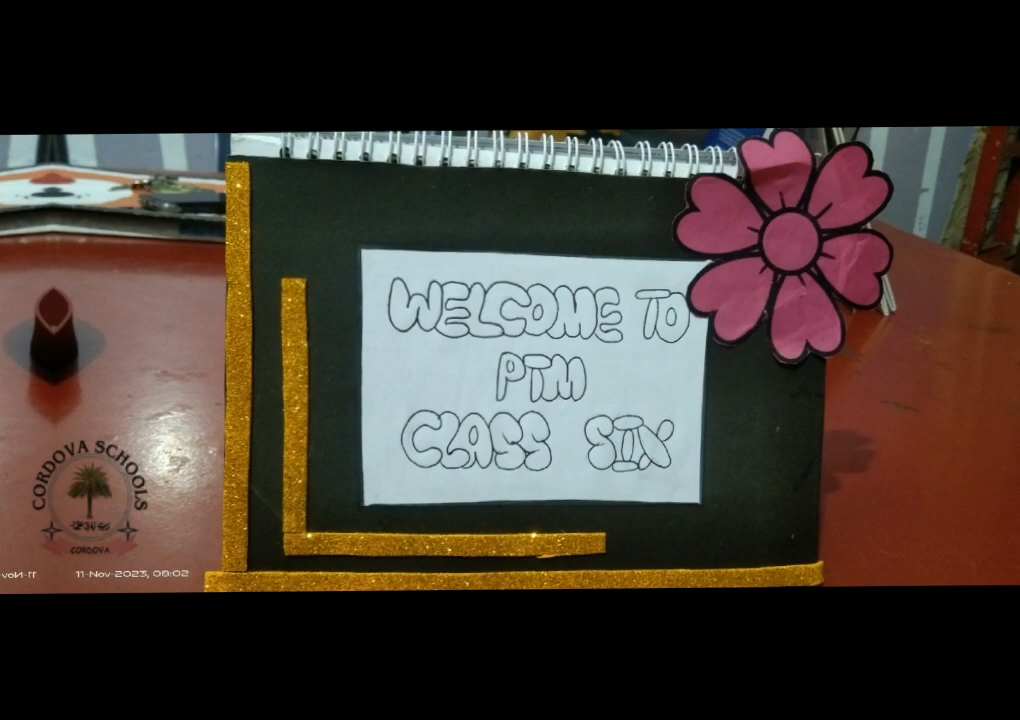 WELCOME TO
PTM
CLASS SIX
CORDOVA SCHOOLS
CORDOVA
11-Nov-2023, 08:02